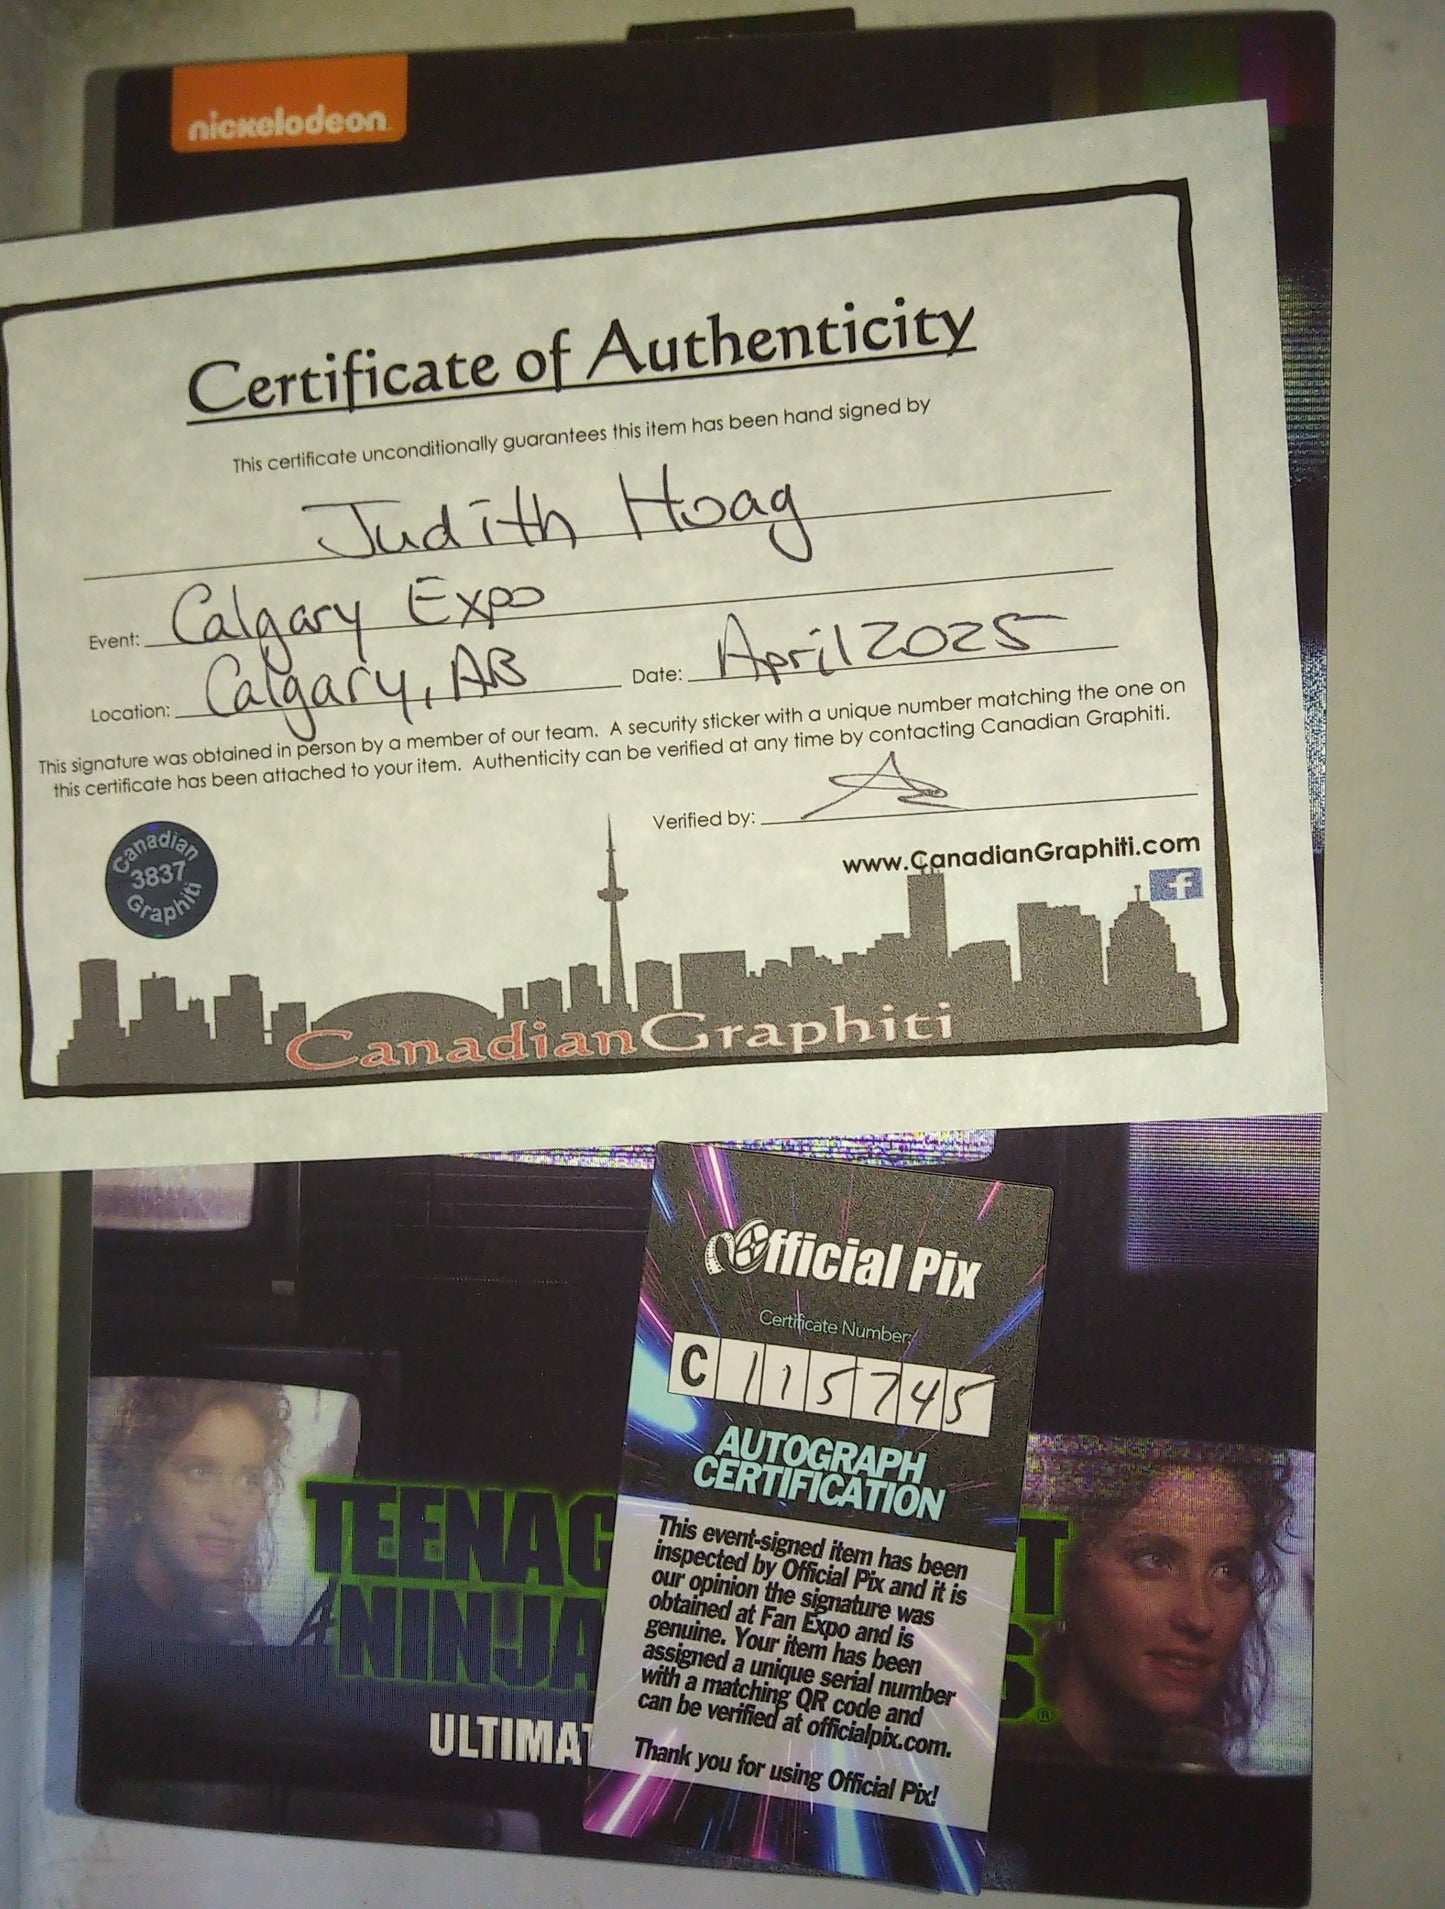 nickelodeon
Certificate of Authenticity
This certificate unconditionally guarantees this item has been hand signed by
Judith Hoag
Event: Calgary Expo
Location: Calgary, AB Date: April 2025
This signature was obtained in person by a member of our team. A security sticker with a unique number matching the one on
this certificate has been attached to your item. Authenticity can be verified at any time by contacting Canadian Graphiti.
Verified by:
www.CanadianGraphiti.com
f
Canadian
3837
Graphiti
CanadianGraphiti
Official Pix
Certificate Number:
C 115745
AUTOGRAPH
CERTIFICATION
This event-signed item has been
inspected by Official Pix and it is
our opinion the signature was
obtained at Fan Expo and is
genuine. Your item has been
assigned a unique serial number
with a matching QR code and
can be verified at officialpix.com.
Thank you for using Official Pix!
TEENAG T
NINJA S®
ULTIMAT